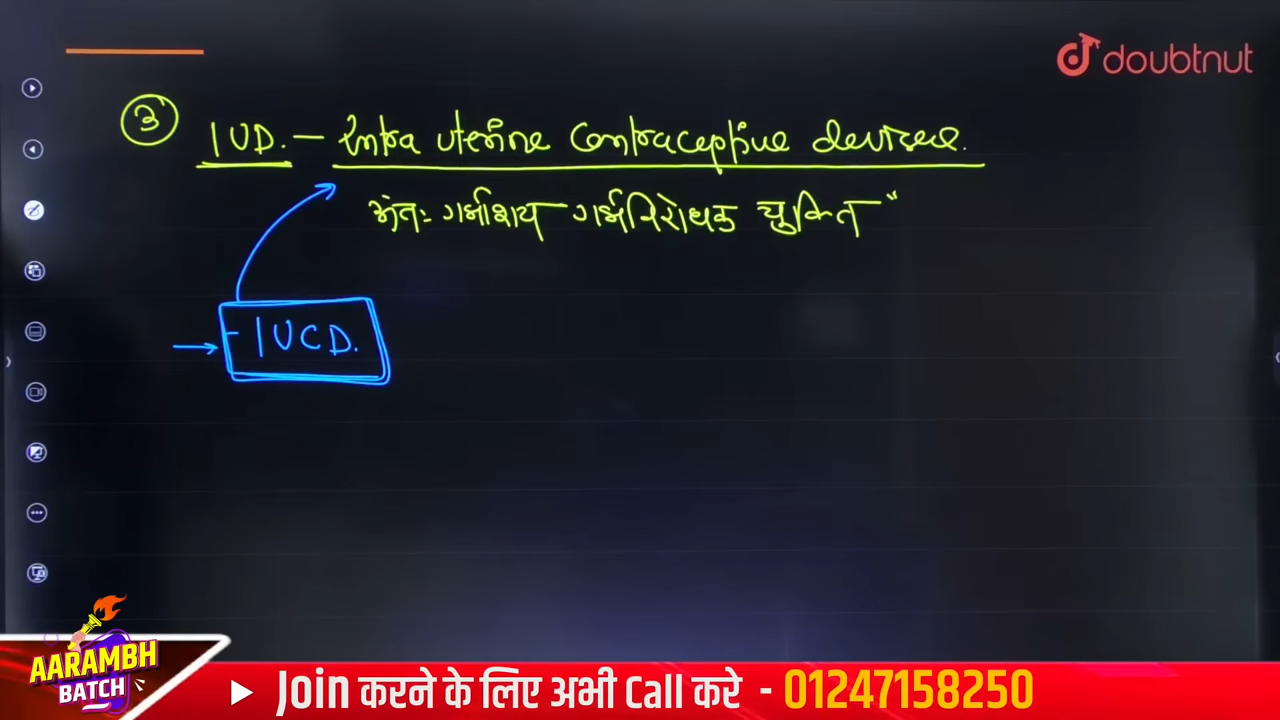 doubtnut
③ IUD. - Intra uterine Contraceptive devisece.
अंतः गर्भाशय गर्भनिरोधक युक्ति"
IUCD.
AARAMBH
BATCH
Join करने के लिए अभी Call करे - 01247158250